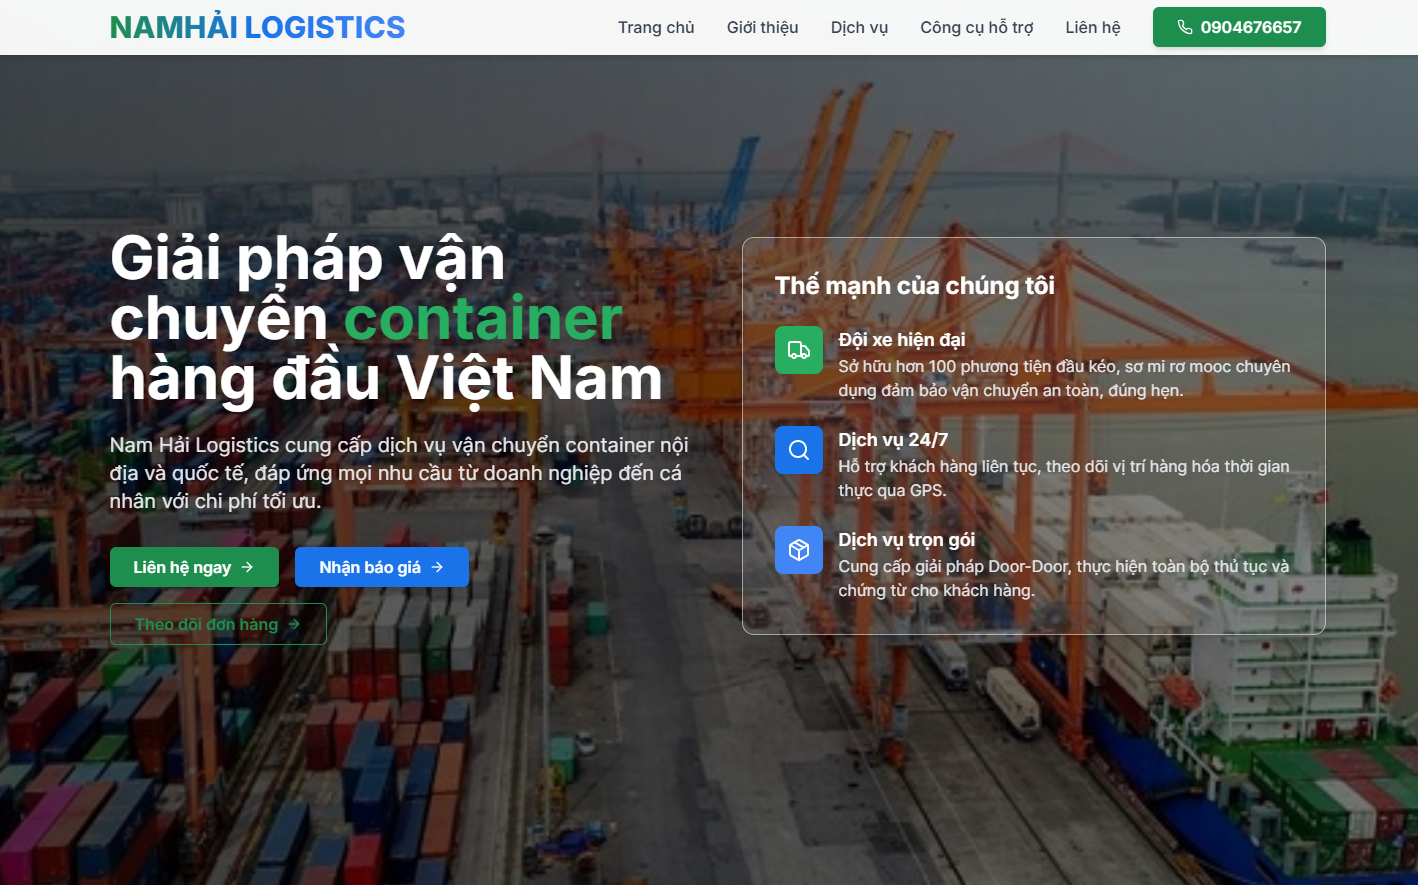 NAMHẢI LOGISTICS
Trang chủ
Giới thiệu
Dịch vụ
Công cụ hỗ trợ
Liên hệ
0904676657
Giải pháp vận
chuyển container
hàng đầu Việt Nam
Nam Hải Logistics cung cấp dịch vụ vận chuyển container nội
địa và quốc tế, đáp ứng mọi nhu cầu từ doanh nghiệp đến cá
nhân với chi phí tối ưu.
Liên hệ ngay →
Nhận báo giá →
Theo dõi đơn hàng →
Thế mạnh của chúng tôi
Đội xe hiện đại
Sở hữu hơn 100 phương tiện đầu kéo, sơ mi rơ mooc chuyên
dụng đảm bảo vận chuyển an toàn, đúng hẹn.
Dịch vụ 24/7
Hỗ trợ khách hàng liên tục, theo dõi vị trí hàng hóa thời gian
thực qua GPS.
Dịch vụ trọn gói
Cung cấp giải pháp Door-Door, thực hiện toàn bộ thủ tục và
chứng từ cho khách hàng.